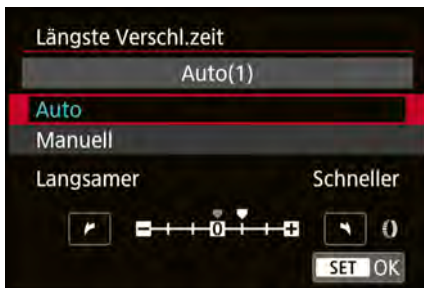 Längste Verschl.zeit
Auto(1)
Auto
Manuell
Langsamer Schneller
0
SET OK